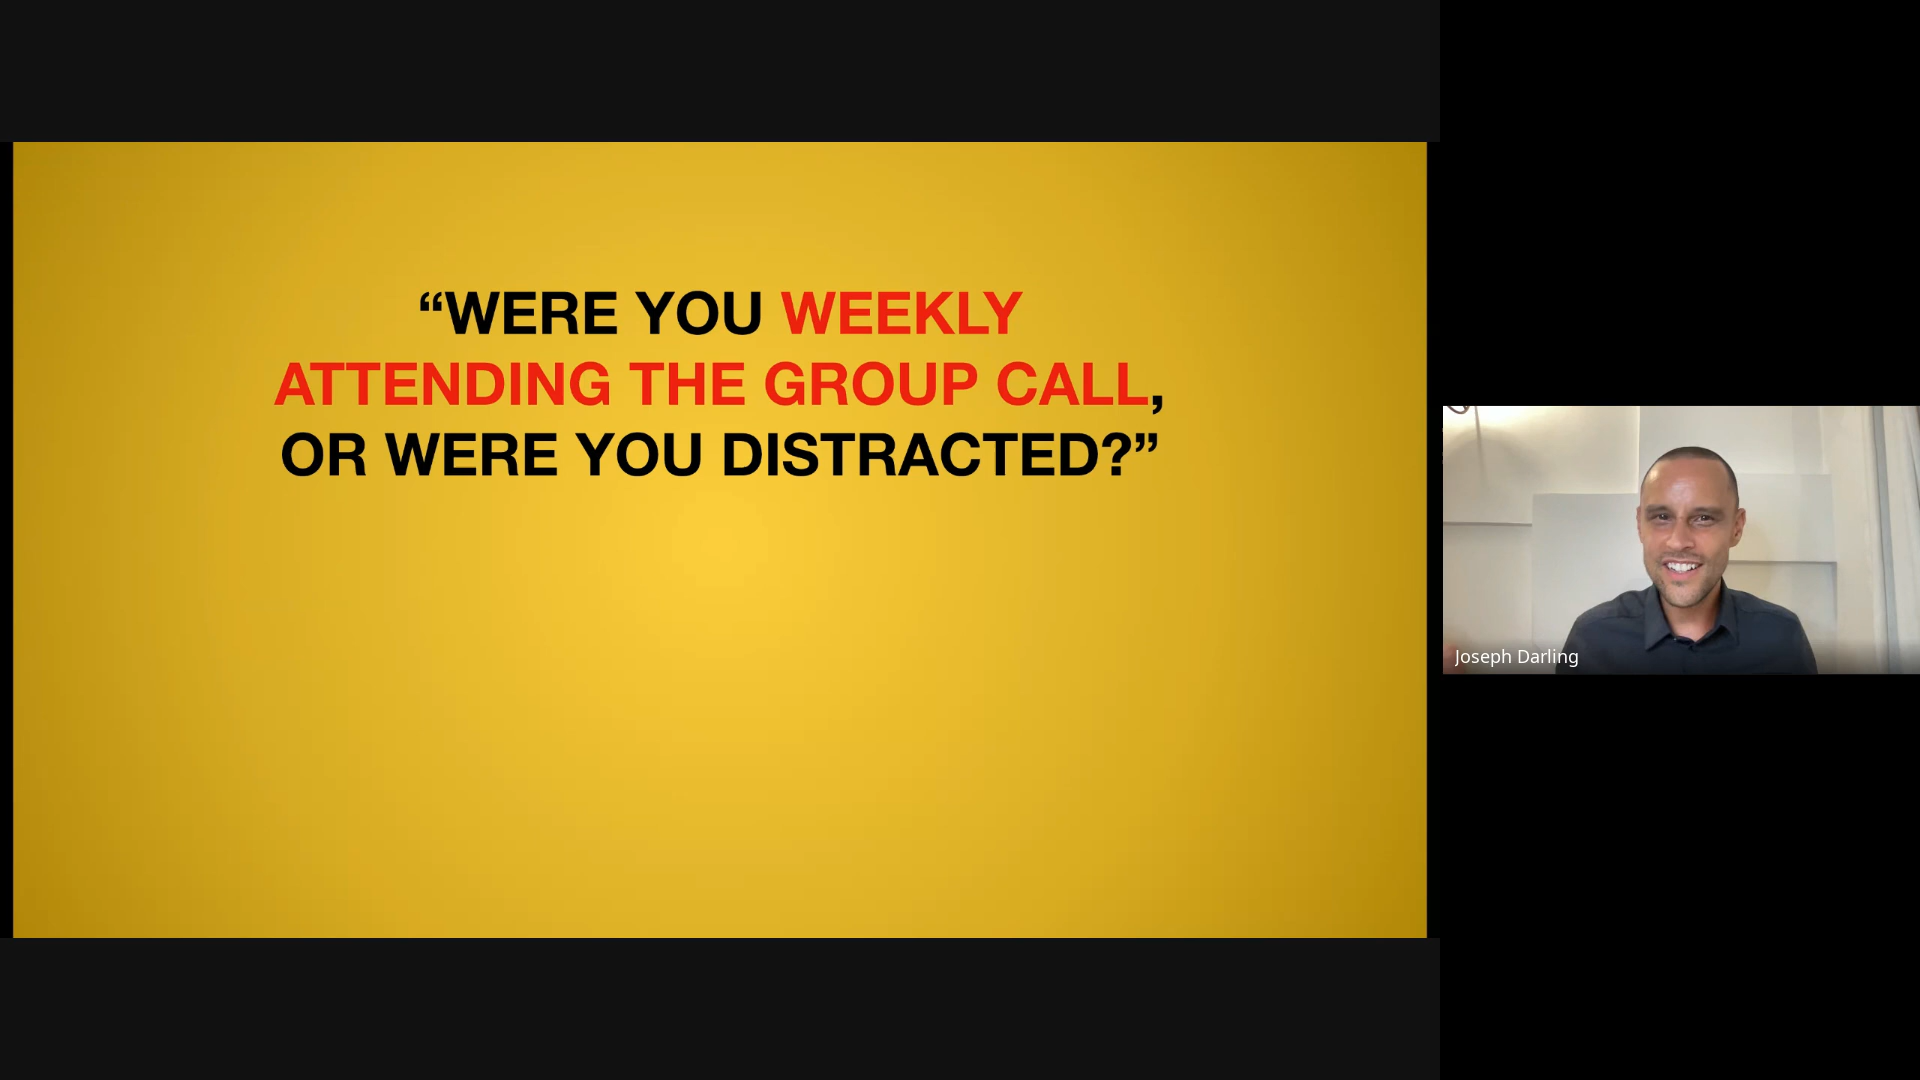 “WERE YOU WEEKLY
ATTENDING THE GROUP CALL,
OR WERE YOU DISTRACTED?”
Joseph Darling